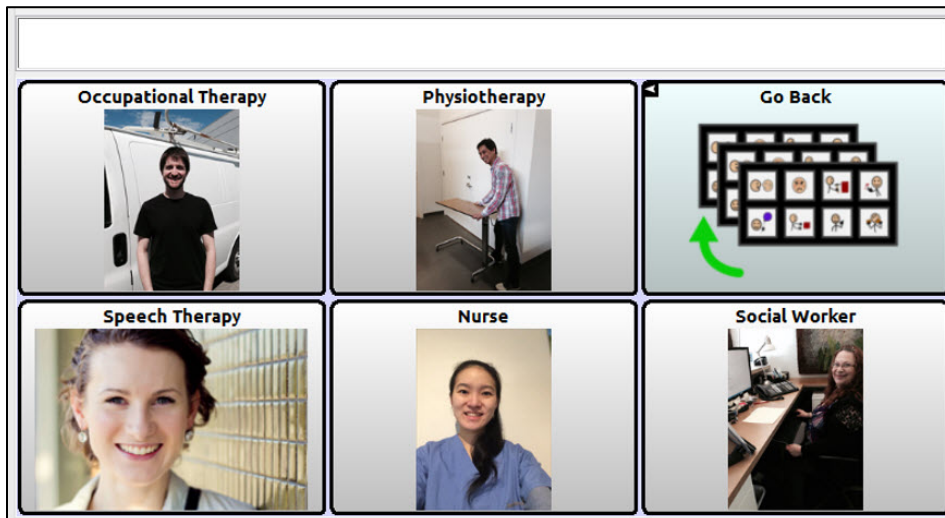 Occupational Therapy
Physiotherapy
Go Back
Speech Therapy
Nurse
Social Worker